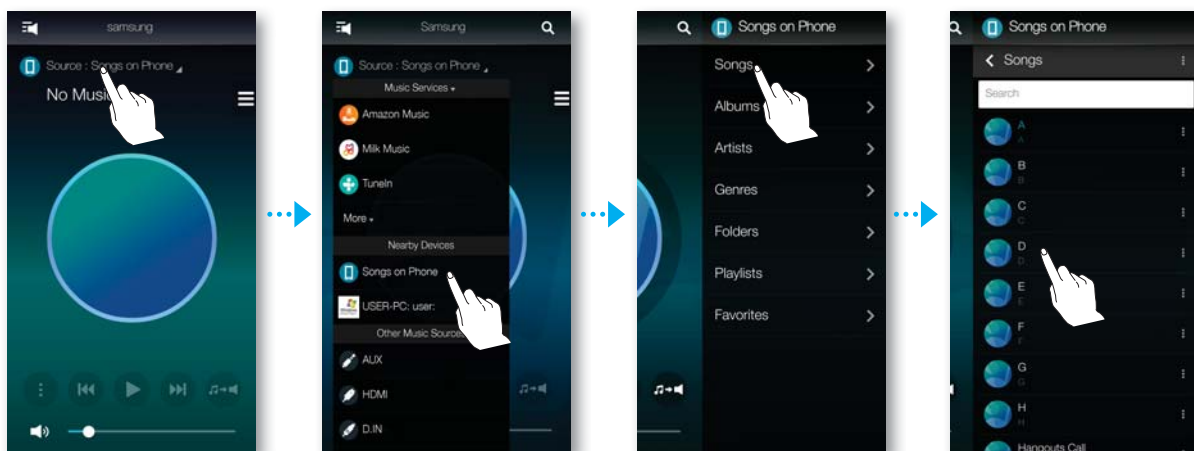 samsung
Source : Songs on Phone
No Music
Samsung
Source : Songs on Phone
Music Services
Amazon Music
Milk Music
TuneIn
More
Nearby Devices
Songs on Phone
USER-PC: user:
Other Music Source
AUX
HDMI
D.IN
Songs on Phone
Songs
Albums
Artists
Genres
Folders
Playlists
Favorites
Songs on Phone
Songs
Search
A
A
B
B
C
C
D
D
E
E
F
F
G
G
H
H
Hangouts Call